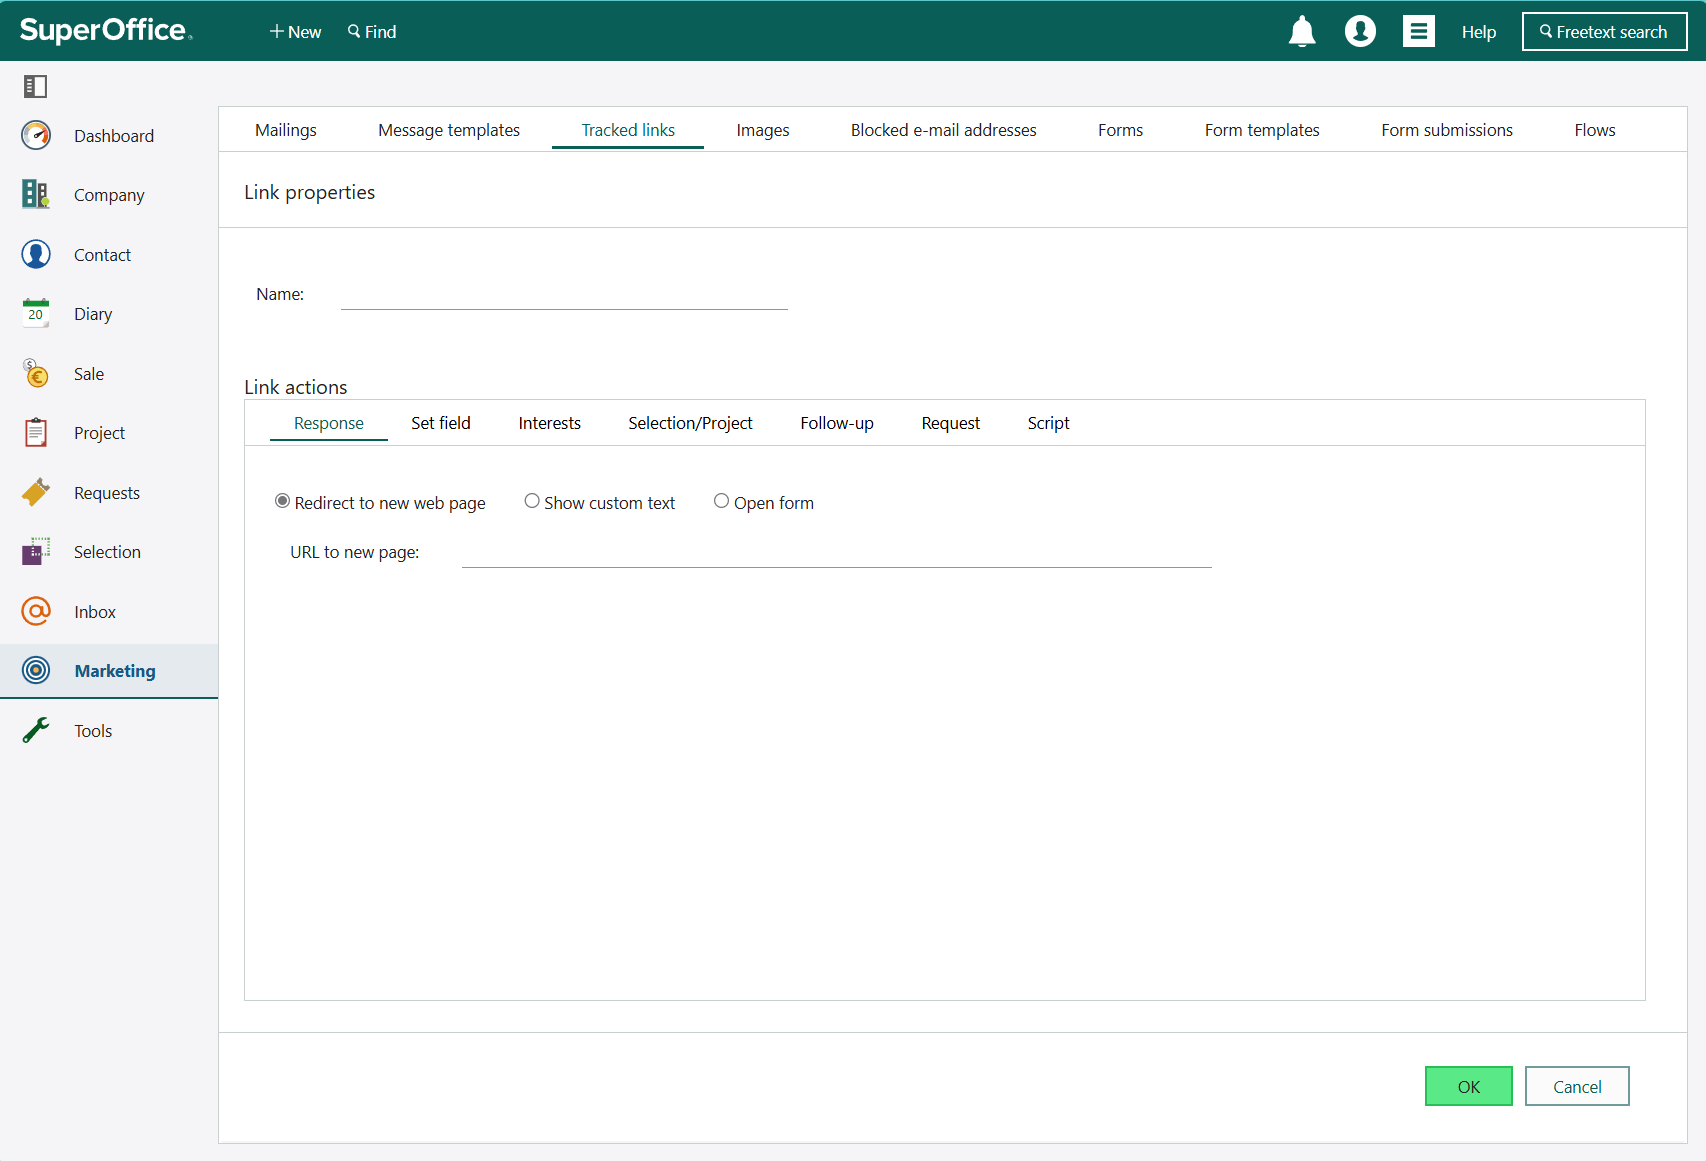 SuperOffice.
+ New
Find
Help
Freetext search
Dashboard
Company
Contact
20
Diary
Sale
Project
Requests
Selection
Inbox
Marketing
Tools
Mailings
Message templates
Tracked links
Images
Blocked e-mail addresses
Forms
Form templates
Form submissions
Flows
Link properties
Name:
Link actions
Response
Set field
Interests
Selection/Project
Follow-up
Request
Script
Redirect to new web page
Show custom text
Open form
URL to new page:
OK
Cancel